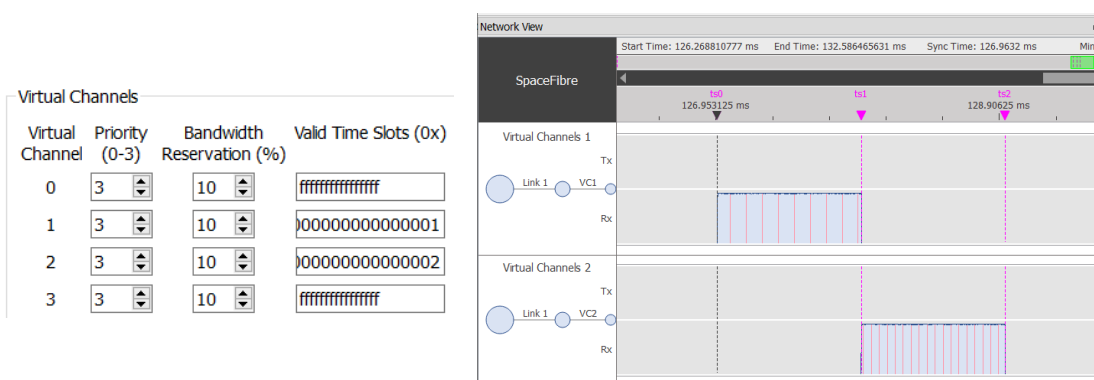 Virtual Channels
Virtual Channel Priority (0-3) Bandwidth Reservation (%) Valid Time Slots (0x)
0 3 10 ffffffffffffffff
1 3 10 000000000000001
2 3 10 000000000000002
3 3 10 ffffffffffffffff
Network View
SpaceFibre
Start Time: 126.268810777 ms End Time: 132.586465631 ms Sync Time: 126.9632 ms Min
ts0 ts1 ts2
126.953125 ms 128.90625 ms
Virtual Channels 1
Tx
Link 1 VC1
Rx
Virtual Channels 2
Tx
Link 1 VC2
Rx